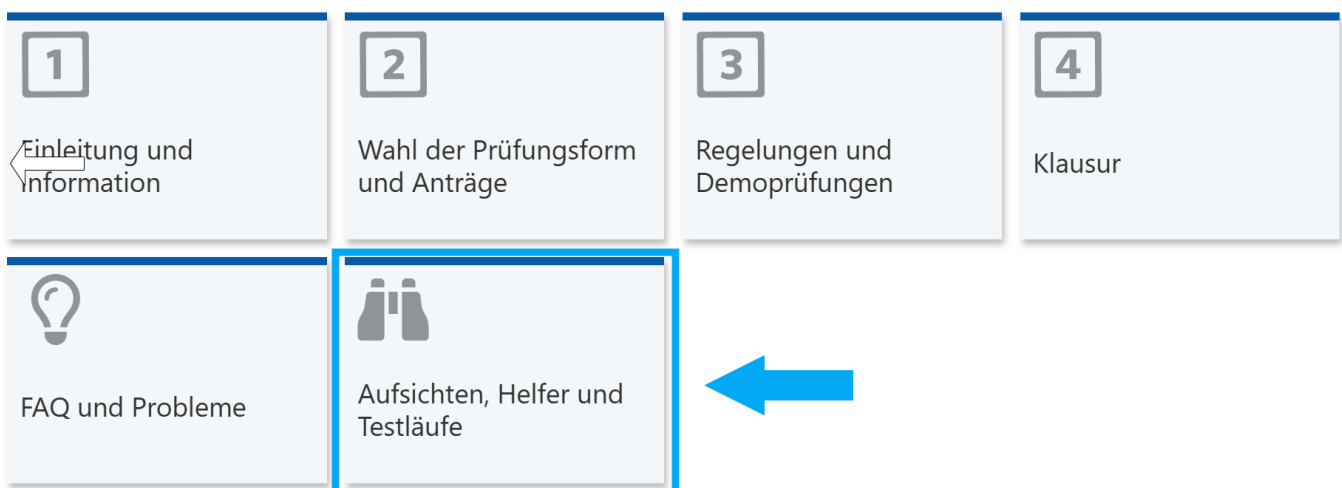 1
2
3
4
Einleitung und
Information
Wahl der Prüfungsform
und Anträge
Regelungen und
Demoprüfungen
Klausur
FAQ und Probleme
Aufsichten, Helfer und
Testläufe